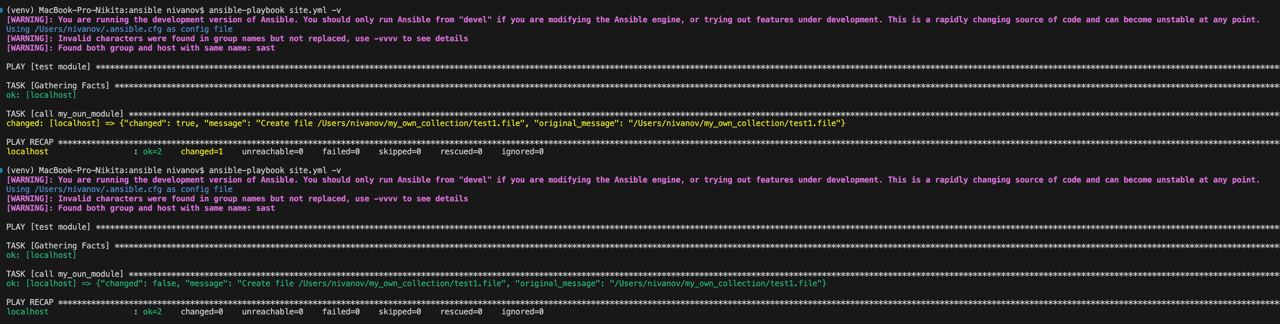 (venv) MacBook-Pro-Nikita:ansible nivanov$ ansible-playbook site.yml -v
[WARNING]: You are running the development version of Ansible. You should only run Ansible from "devel" if you are modifying the Ansible engine, or trying out features under development. This is a rapidly changing source of code and can become unstable at any point.
Using /Users/nivanov/.ansible.cfg as config file
[WARNING]: Invalid characters were found in group names but not replaced, use -vvvv to see details
[WARNING]: Found both group and host with same name: sast
PLAY [test module] ****************************************************************************************************
TASK [Gathering Facts] ****************************************************************************************************
ok: [localhost]
TASK [call my_oun_module] ****************************************************************************************************
changed: [localhost] => {"changed": true, "message": "Create file /Users/nivanov/my_own_collection/test1.file", "original_message": "/Users/nivanov/my_own_collection/test1.file"}
PLAY RECAP ****************************************************************************************************
localhost : ok=2 changed=1 unreachable=0 failed=0 skipped=0 rescued=0 ignored=0
(venv) MacBook-Pro-Nikita:ansible nivanov$ ansible-playbook site.yml -v
[WARNING]: You are running the development version of Ansible. You should only run Ansible from "devel" if you are modifying the Ansible engine, or trying out features under development. This is a rapidly changing source of code and can become unstable at any point.
Using /Users/nivanov/.ansible.cfg as config file
[WARNING]: Invalid characters were found in group names but not replaced, use -vvvv to see details
[WARNING]: Found both group and host with same name: sast
PLAY [test module] ****************************************************************************************************
TASK [Gathering Facts] ****************************************************************************************************
ok: [localhost]
TASK [call my_oun_module] ****************************************************************************************************
ok: [localhost] => {"changed": false, "message": "Create file /Users/nivanov/my_own_collection/test1.file", "original_message": "/Users/nivanov/my_own_collection/test1.file"}
PLAY RECAP ****************************************************************************************************
localhost : ok=2 changed=0 unreachable=0 failed=0 skipped=0 rescued=0 ignored=0